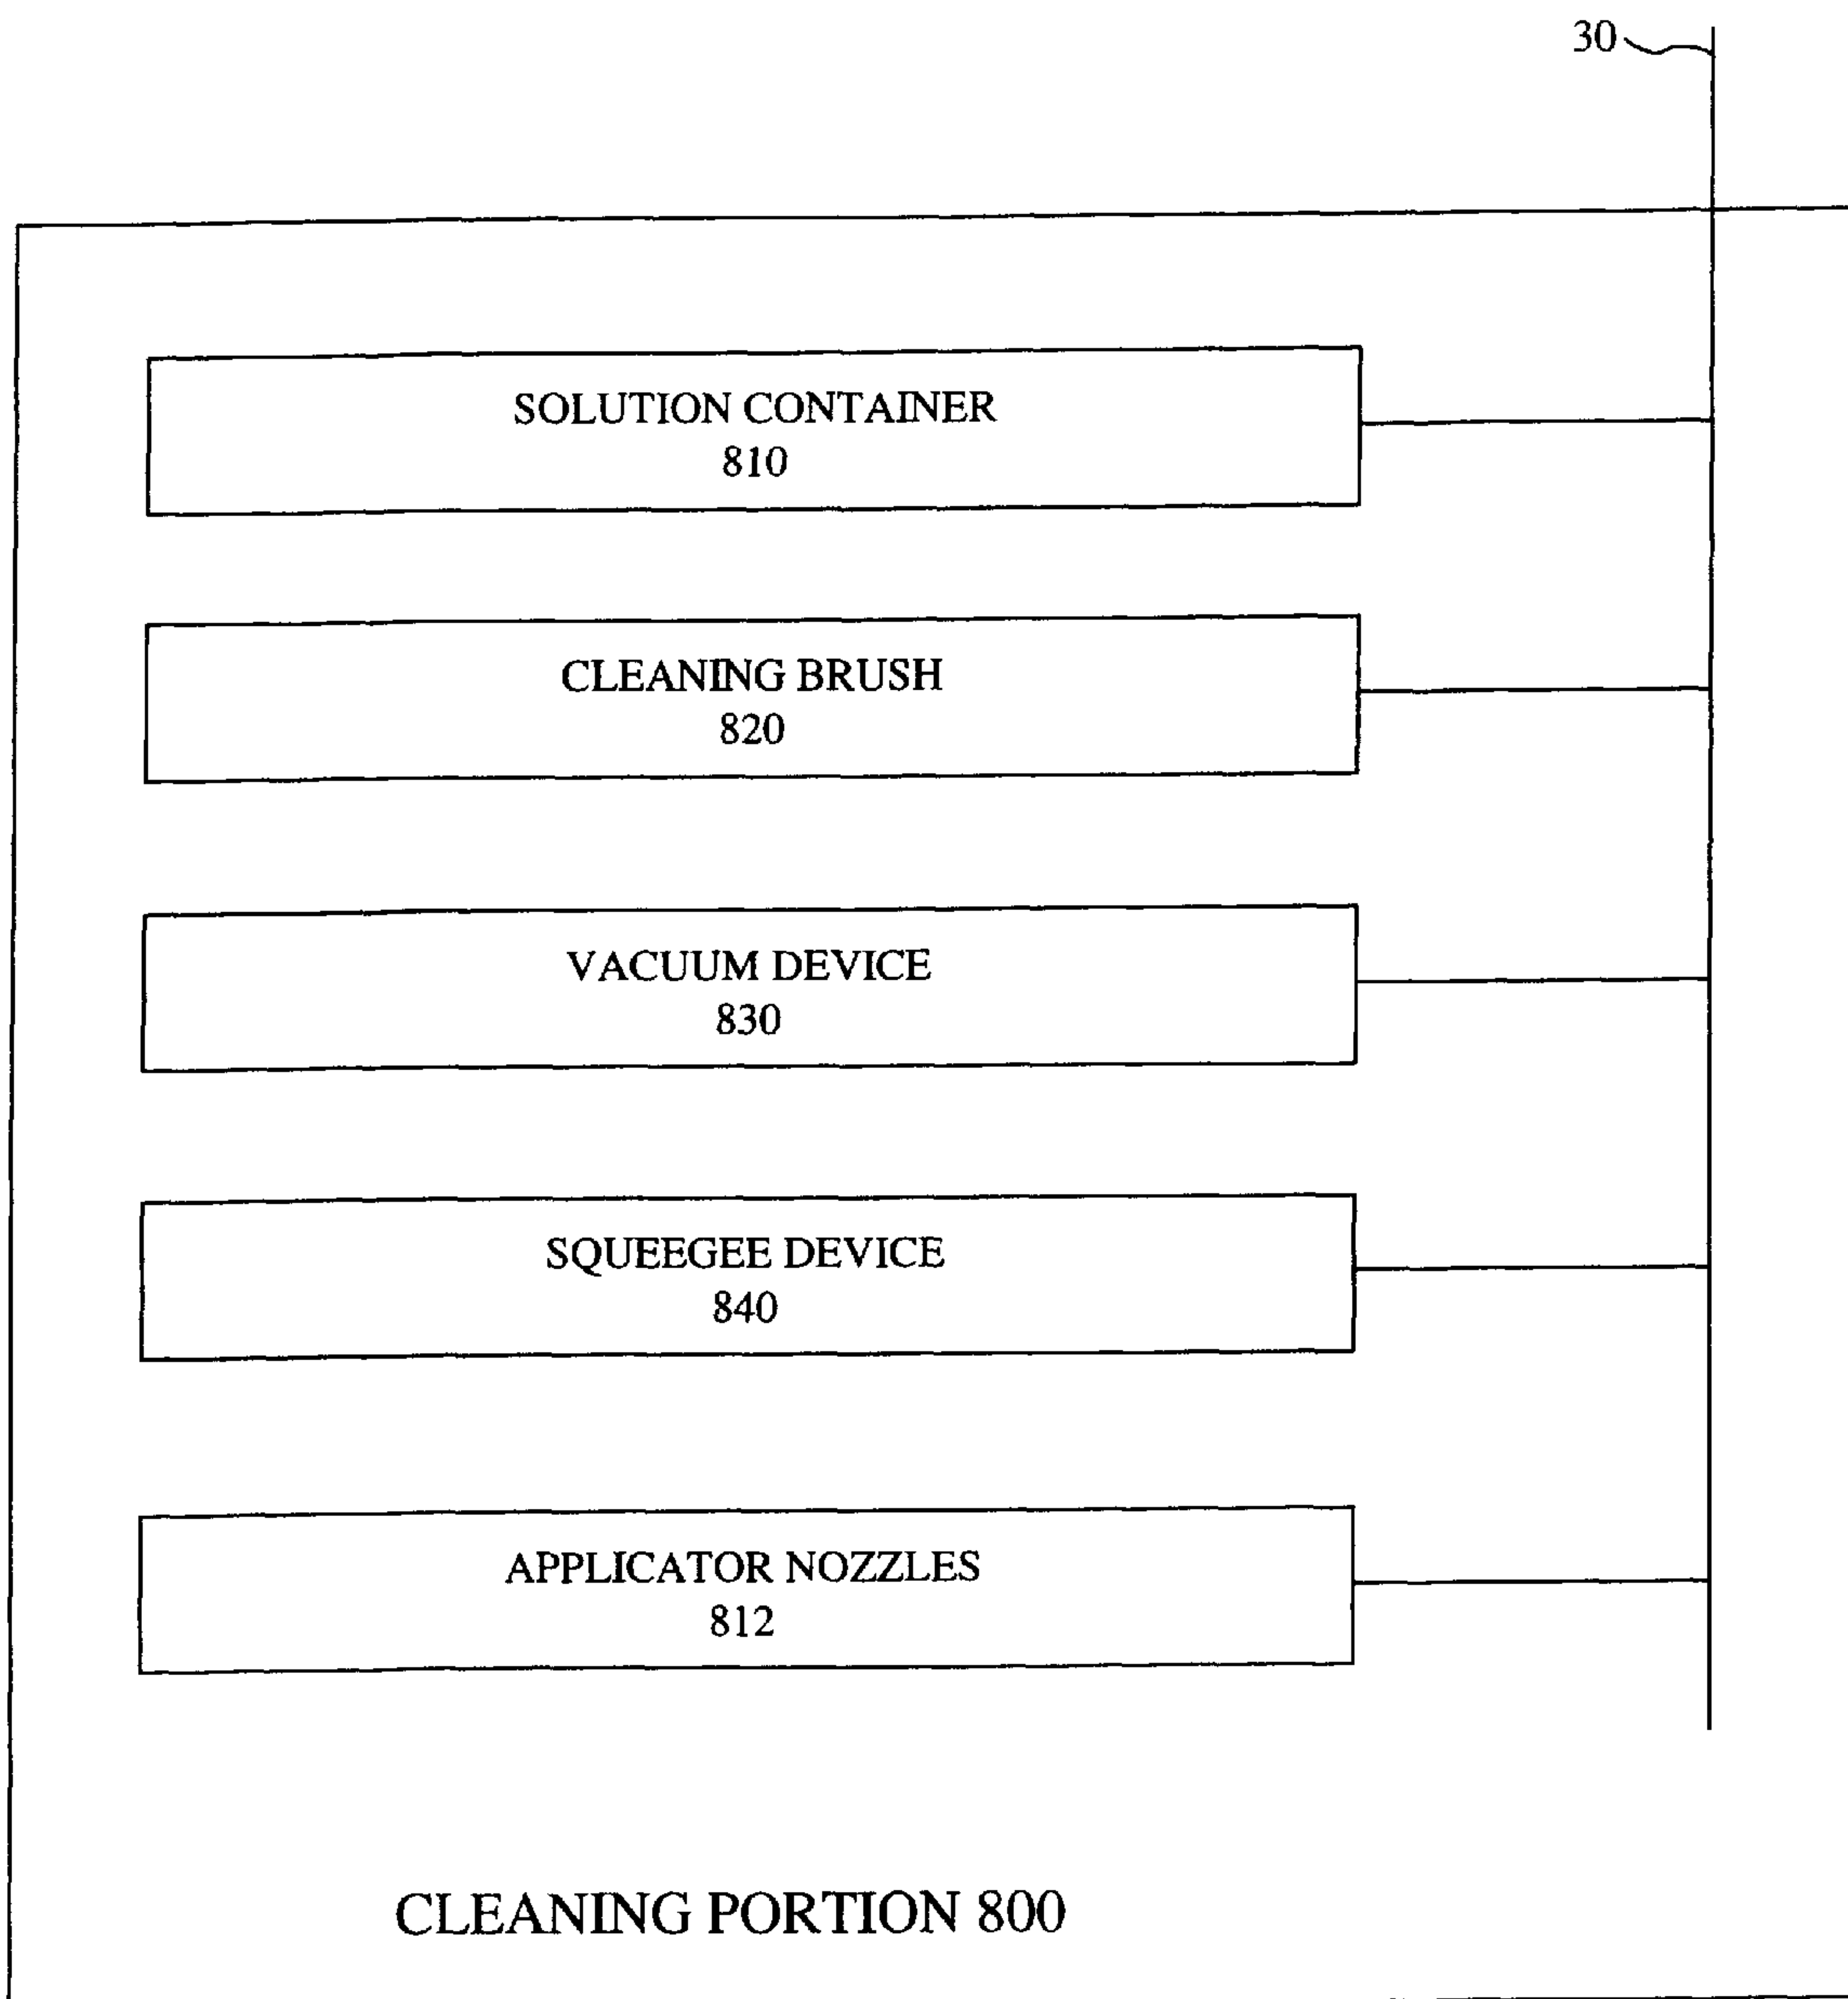 30
SOLUTION CONTAINER
810
CLEANING BRUSH
820
VACUUM DEVICE
830
SQUEEGEE DEVICE
840
APPLICATOR NOZZLES
812
CLEANING PORTION 800